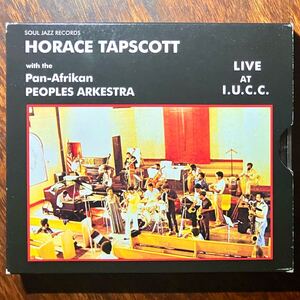 SOUL JAZZ RECORDS
HORACE TAPSCOTT
with the
Pan-Afrikan
PEOPLES ARKESTRA
LIVE
AT
I.U.C.C.